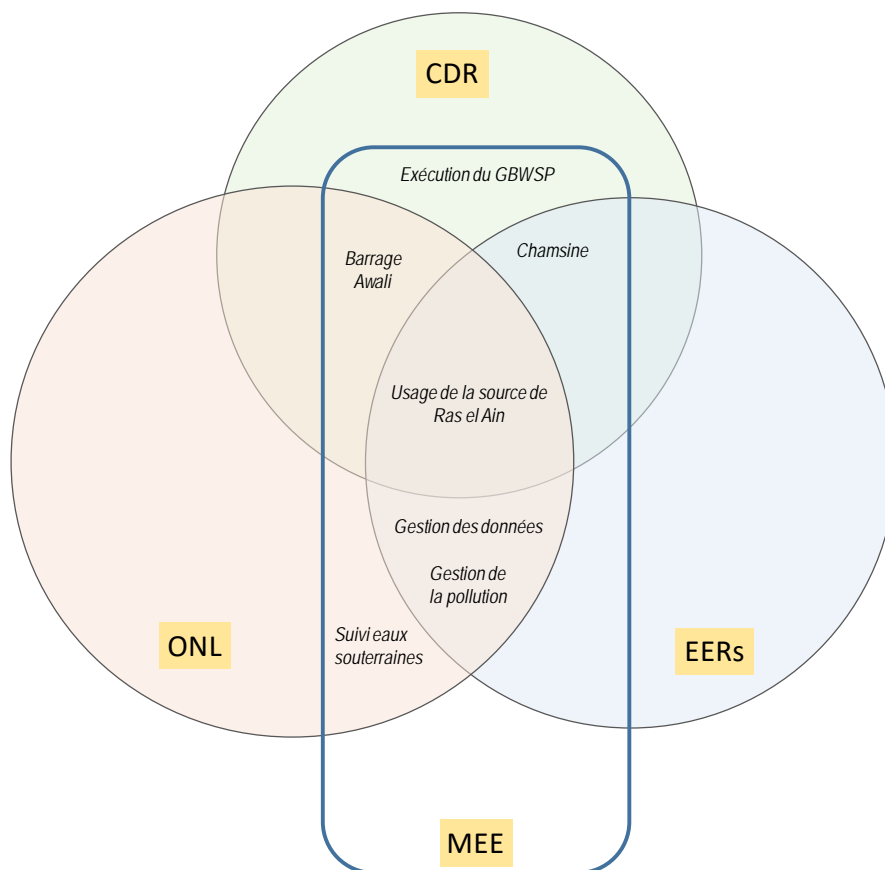 CDR
Exécution du GBWSP
Barrage
Awali
Chamsine
Usage de la source de
Ras el Ain
Gestion des données
Gestion de
la pollution
Suivi eaux
souterraines
ONL
EERs
MEE